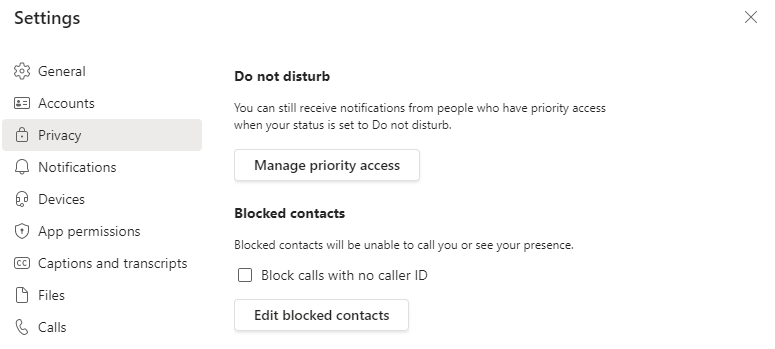 Settings
General
Accounts
Privacy
Notifications
Devices
App permissions
CC Captions and transcripts
Files
Calls
Do not disturb
You can still receive notifications from people who have priority access
when your status is set to Do not disturb.
Manage priority access
Blocked contacts
Blocked contacts will be unable to call you or see your presence.
Block calls with no caller ID
Edit blocked contacts